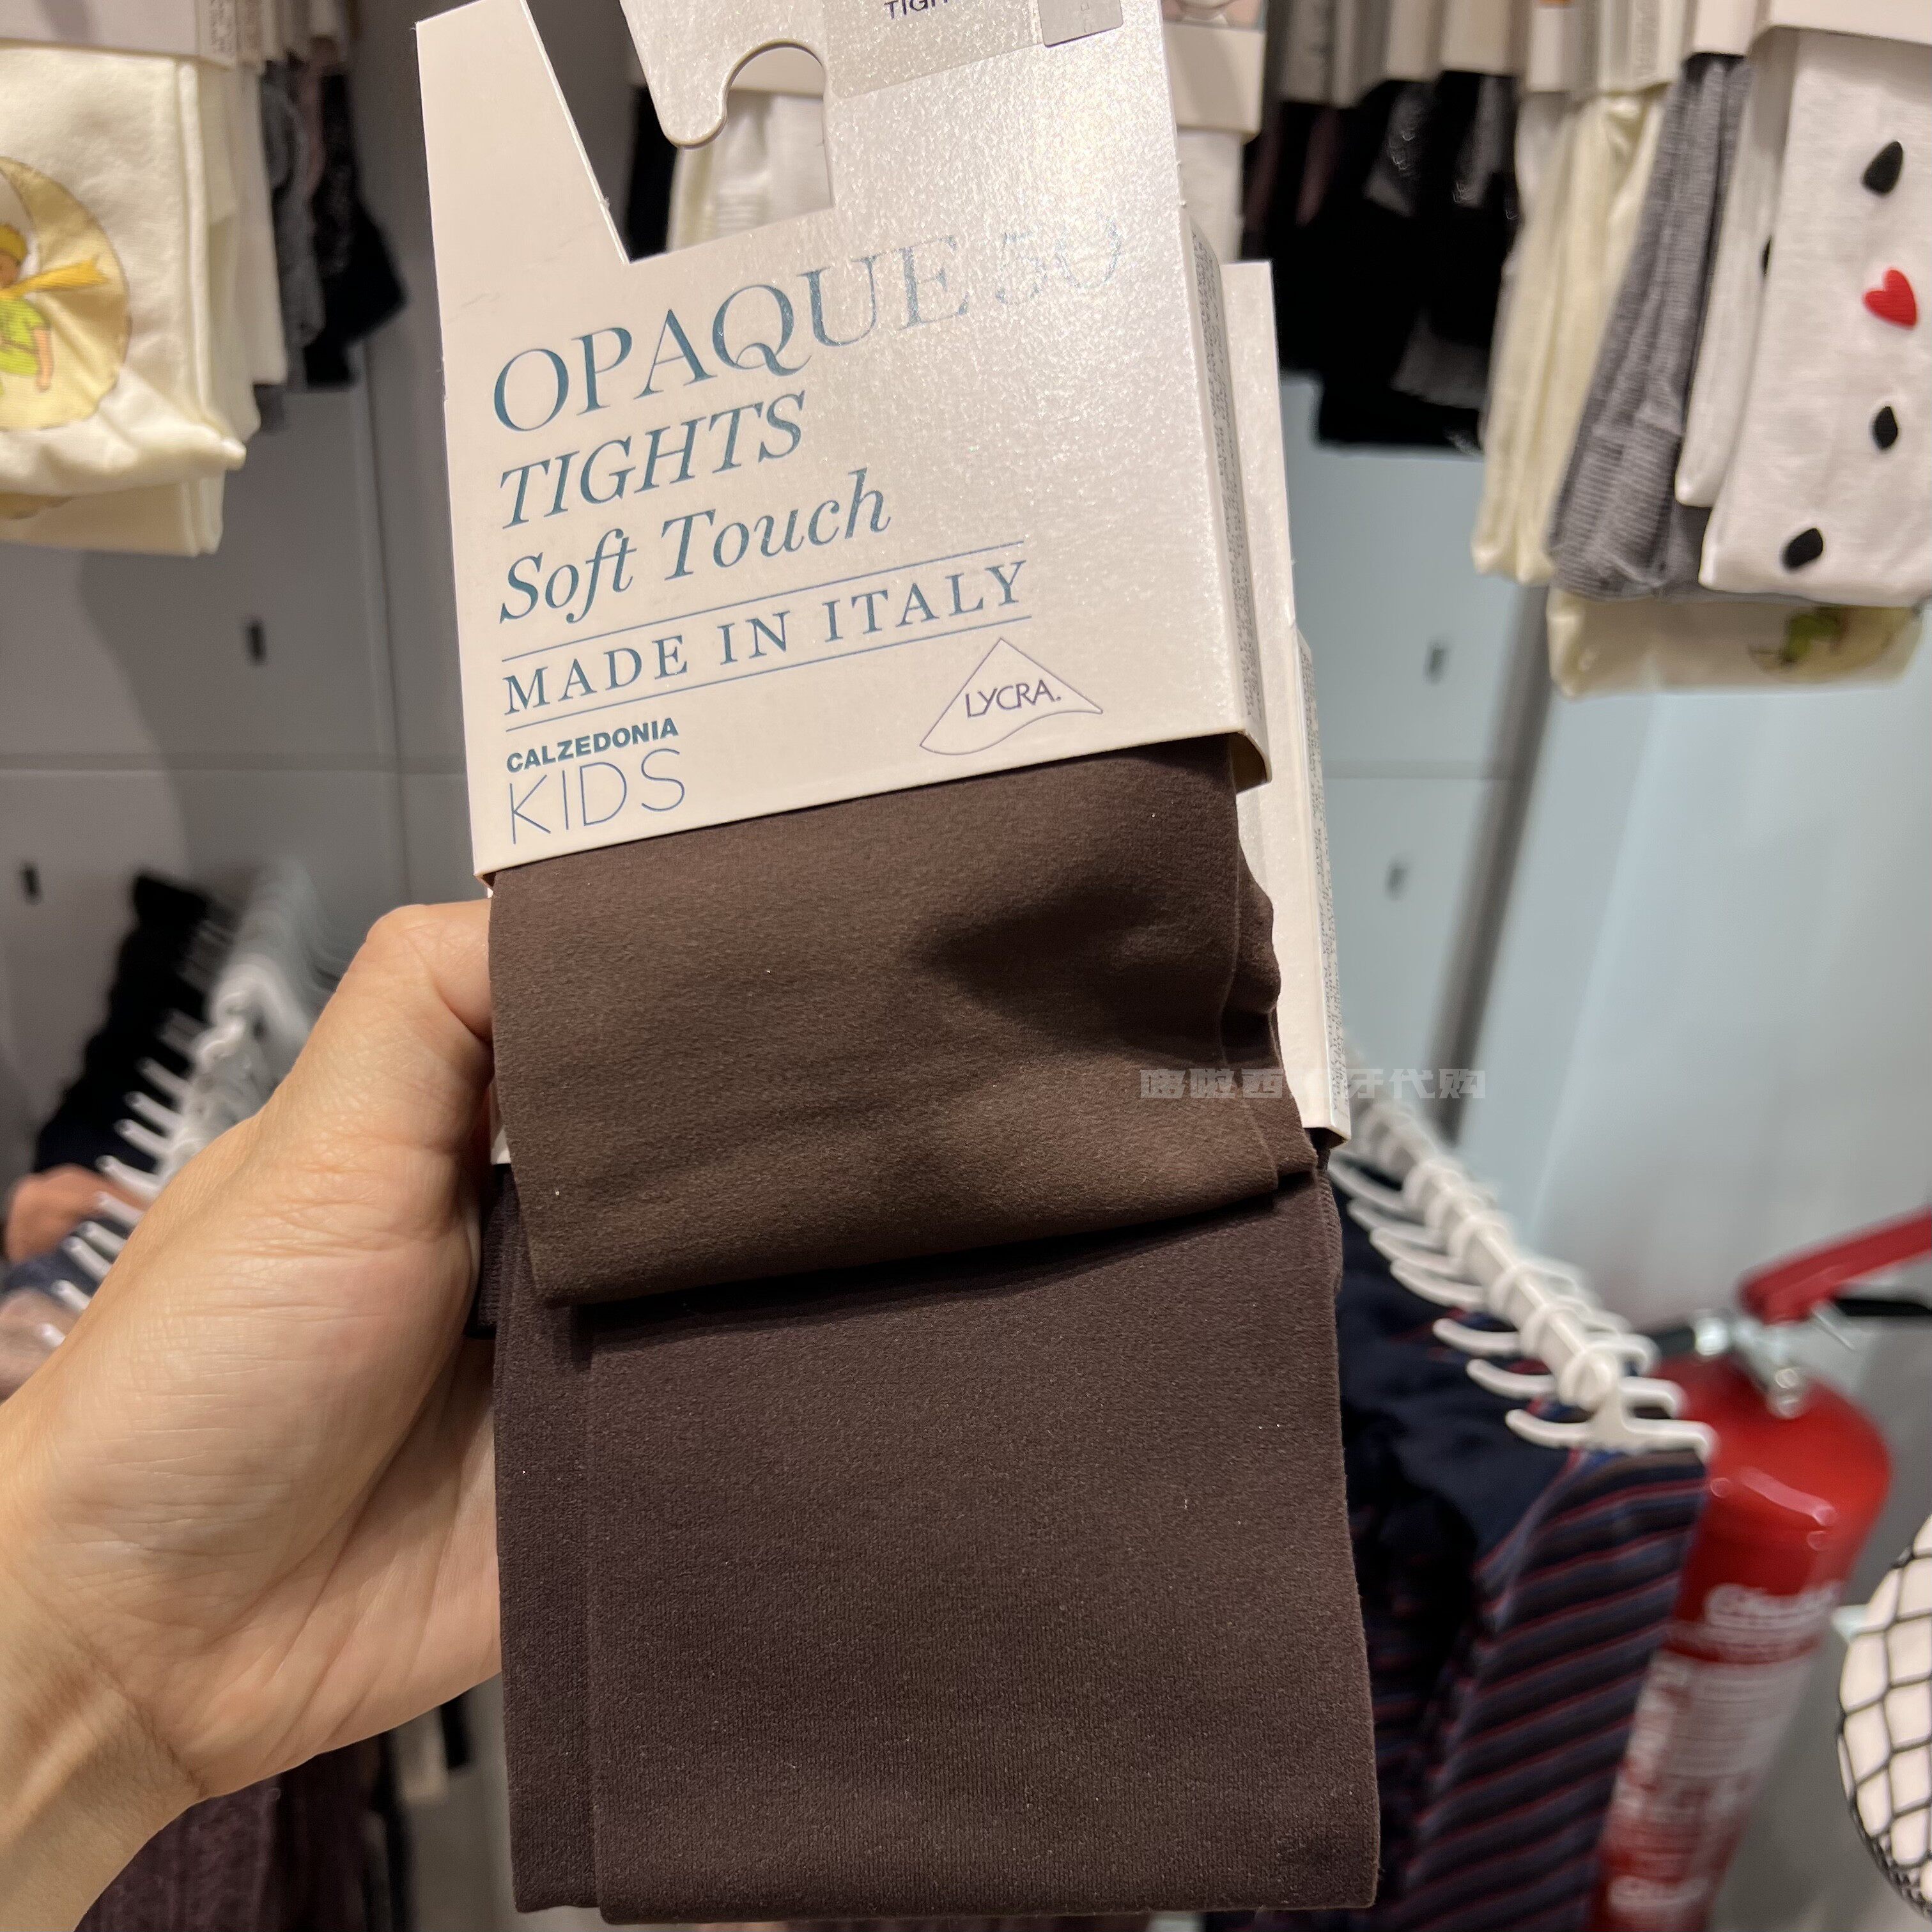 OPAQUE 50
TIGHTS
Soft Touch
MADE IN ITALY
LYCRA.
CALZEDONIA
KIDS